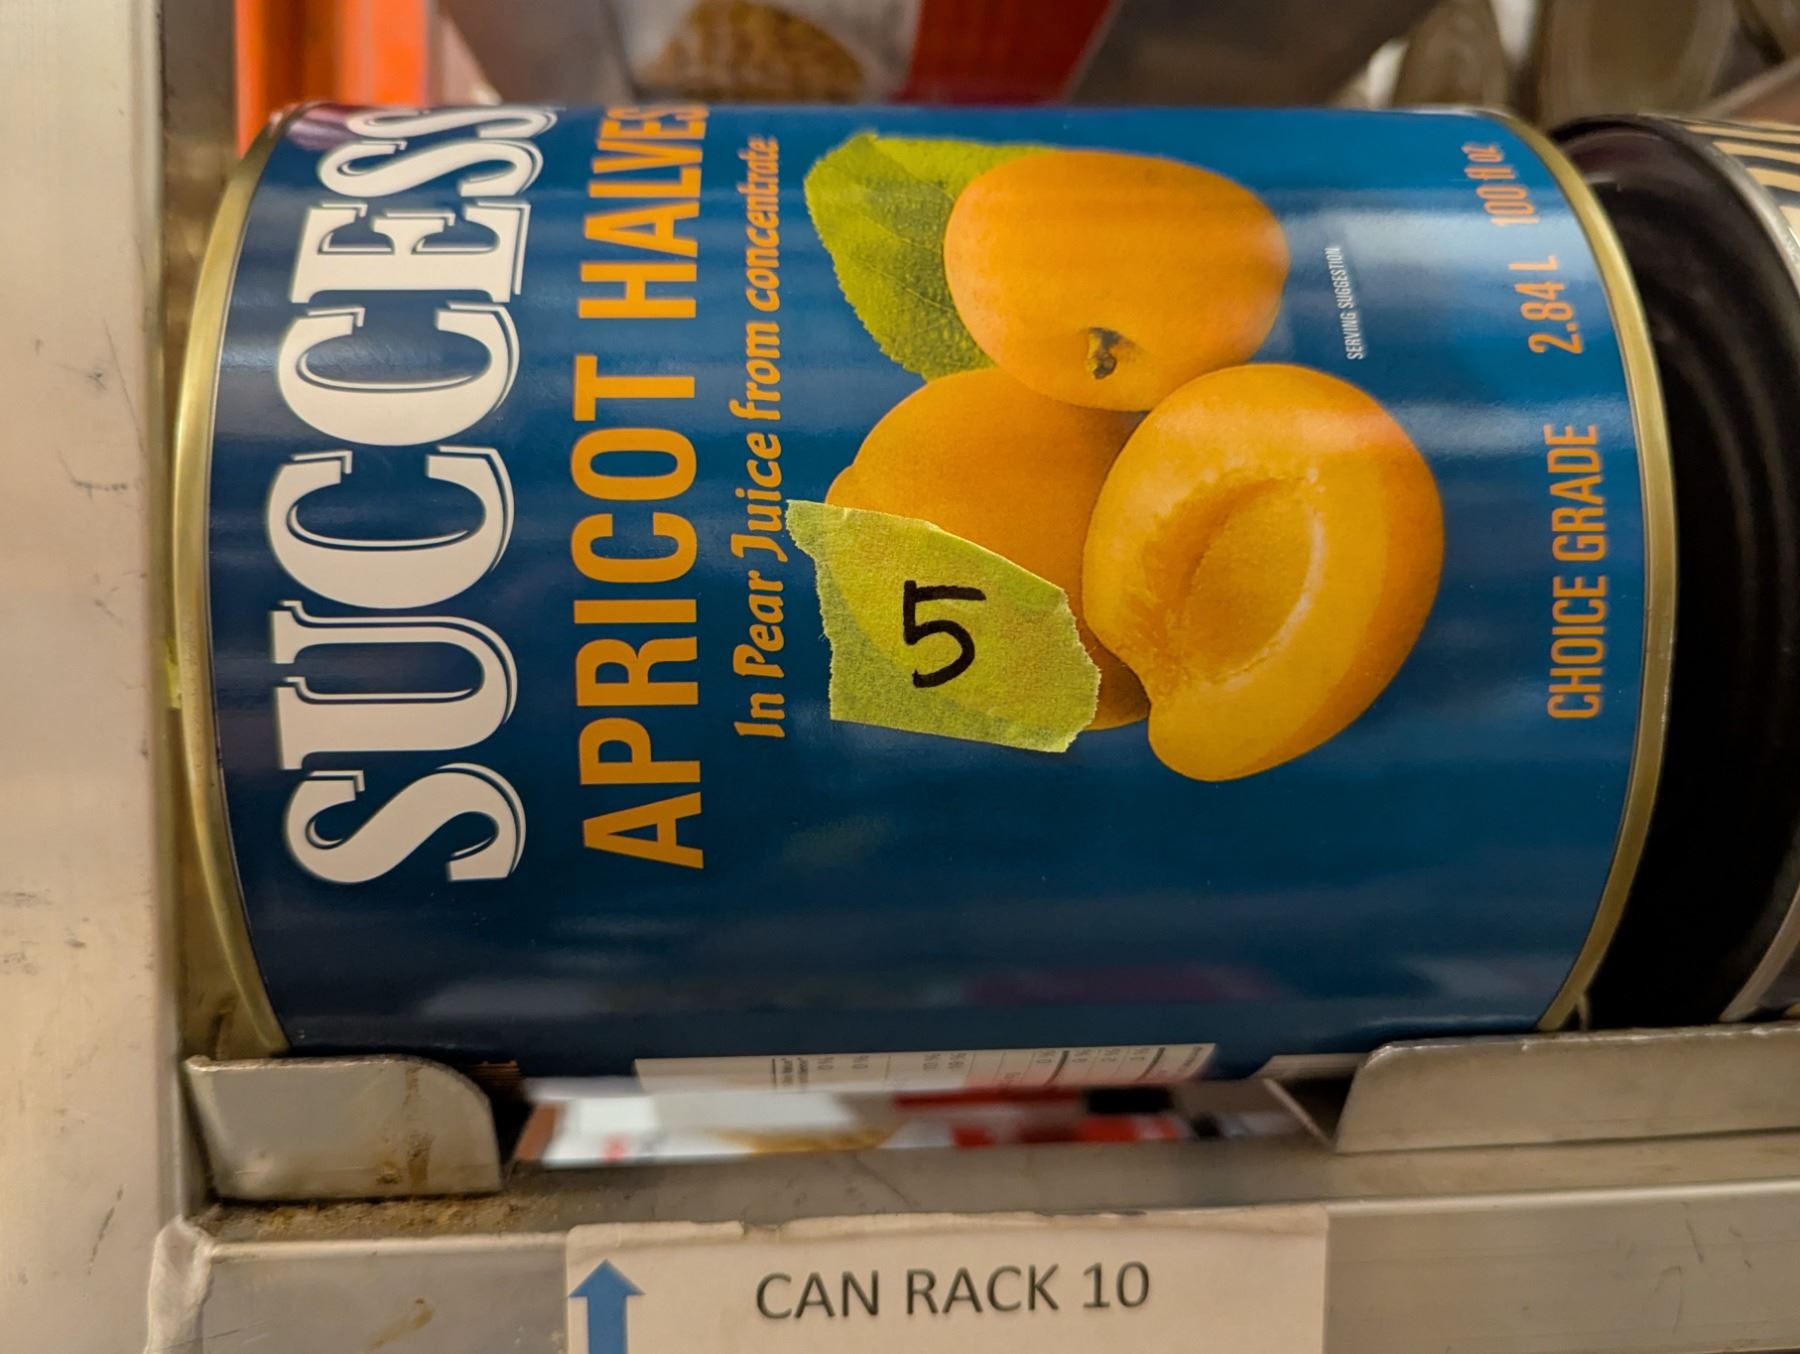 SUCCESS
APRICOT HALVES
In Pear Juice from concentrate
5
SERVING SUGGESTION
CHOICE GRADE 2.84 L 100 fl oz
CAN RACK 10